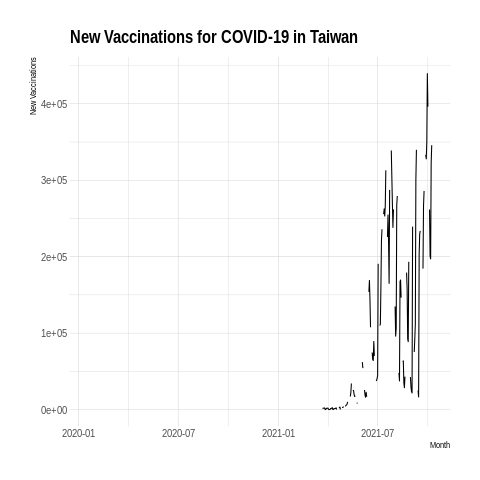 New Vaccinations for COVID-19 in Taiwan
New Vaccinations
4e+05
3e+05
2e+05
1e+05
0e+00
2020-01 2020-07 2021-01 2021-07
Month